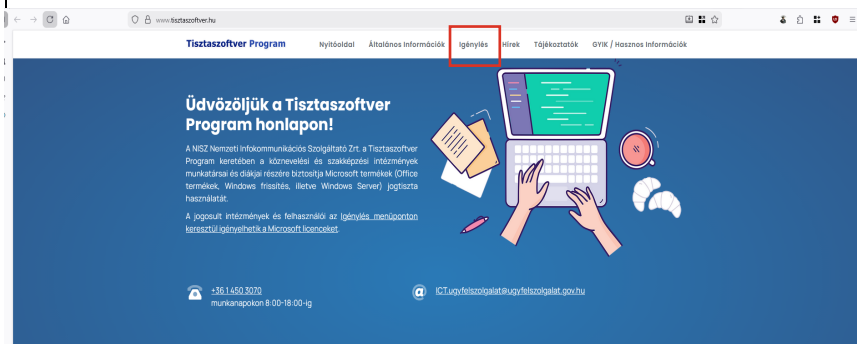 www.tisztaszoftver.hu
Tisztaszoftver Program Nyitóoldal Általános Információk Igénylés Hírek Tájékoztatók GYIK / Hasznos Információk
Üdvözöljük a Tisztaszoftver
Program honlapon!
A NISZ Nemzeti Infokommunikációs Szolgáltató Zrt. a Tisztaszoftver
Program keretében a köznevelési és szakképzési intézmények
munkatársai és diákjai részére biztosítja Microsoft termékek (Office
termékek, Windows frissítés, illetve Windows Server) jogtiszta
használatát.
A jogosult intézmények és felhasználói az Igénylés menüponton
keresztül igényelhetik a Microsoft licenceket.
+36 1 450 3070
munkanapokon 8:00-18:00-ig
@ ICT.ugyfelszolgalat@ugyfelszolgalat.gov.hu